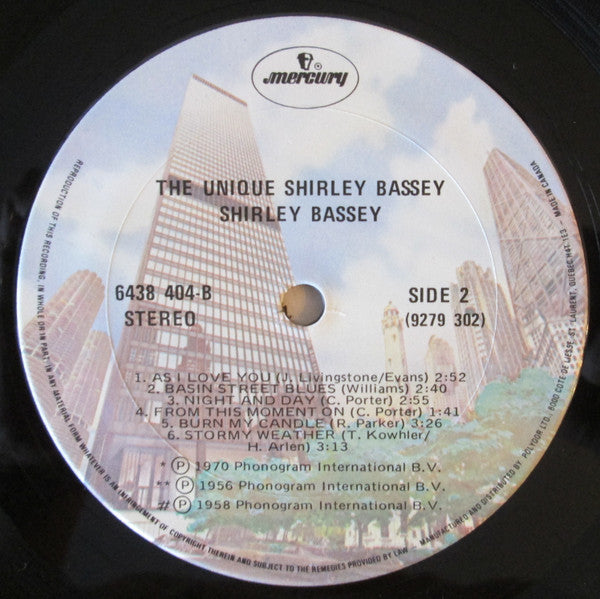 mercury®
THE UNIQUE SHIRLEY BASSEY
SHIRLEY BASSEY
6438 404-B
STEREO
SIDE 2
(9279 302)
1. AS I LOVE YOU (J. Livingstone/Evans) 2:52
2. BASIN STREET BLUES (Williams) 2:40
3. NIGHT AND DAY (C. Porter) 2:55
4. FROM THIS MOMENT ON (C. Porter) 1:41
5. BURN MY CANDLE (R. Parker) 3:26
6. STORMY WEATHER (T. Kowhler/
H. Arlen) 3:13
* Ⓟ 1970 Phonogram International B.V.
** Ⓟ 1956 Phonogram International B.V.
# Ⓟ 1958 Phonogram International B.V.
REPRODUCTION OF THIS RECORDING, IN WHOLE OR IN PART, IN ANY MATERIAL FORM WHATEVER IS AN INFRINGEMENT OF COPYRIGHT THEREIN AND SUBJECT TO THE REMEDIES PROVIDED BY LAW. MANUFACTURED AND DISTRIBUTED BY POLYDOR LTD., 6000 COTE DE LIESSE, ST. LAURENT, QUEBEC H4T 1E3 - MADE IN CANADA